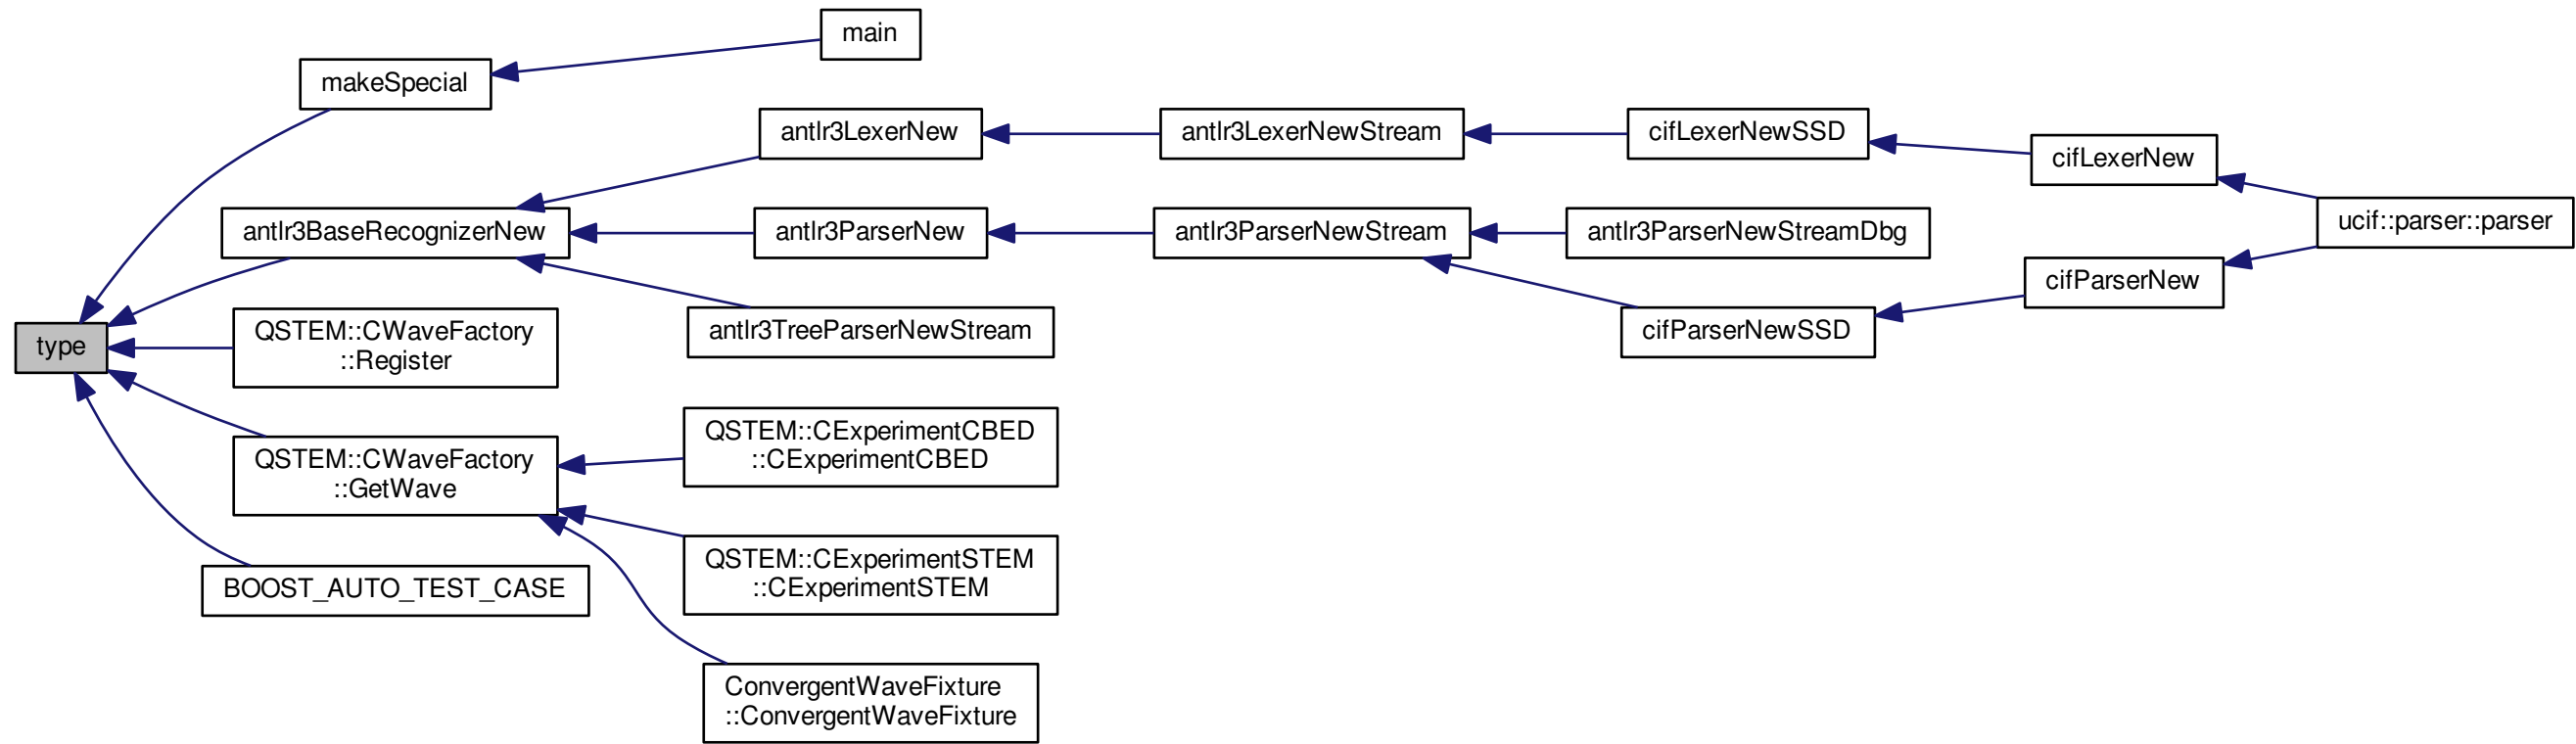 main
makeSpecial
antlr3LexerNew
antlr3LexerNewStream
cifLexerNewSSD
cifLexerNew
ucif::parser::parser
antlr3BaseRecognizerNew
antlr3ParserNew
antlr3ParserNewStream
antlr3ParserNewStreamDbg
cifParserNew
type
QSTEM::CWaveFactory
::Register
antlr3TreeParserNewStream
cifParserNewSSD
QSTEM::CWaveFactory
::GetWave
QSTEM::CExperimentCBED
::CExperimentCBED
QSTEM::CExperimentSTEM
::CExperimentSTEM
BOOST_AUTO_TEST_CASE
ConvergentWaveFixture
::ConvergentWaveFixture